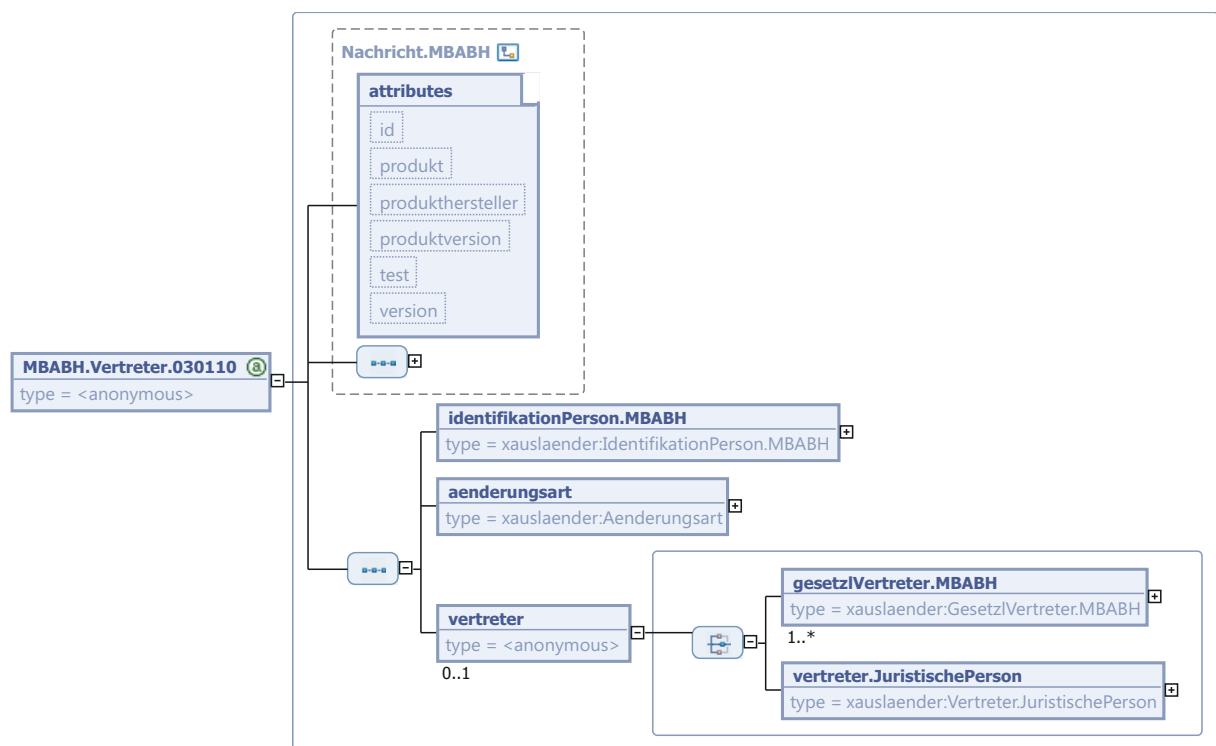 Nachricht.MBABH
attributes
id
produkt
produkthersteller
produktversion
test
version
MBABH.Vertreter.030110 a
type = <anonymous>
identifikationPerson.MBABH
type = xauslaender:IdentifikationPerson.MBABH
aenderungsart
type = xauslaender:Aenderungsart
vertreter
type = <anonymous>
0..1
gesetzlVertreter.MBABH
type = xauslaender:GesetzlVertreter.MBABH
1..*
vertreter.JuristischePerson
type = xauslaender:Vertreter.JuristischePerson